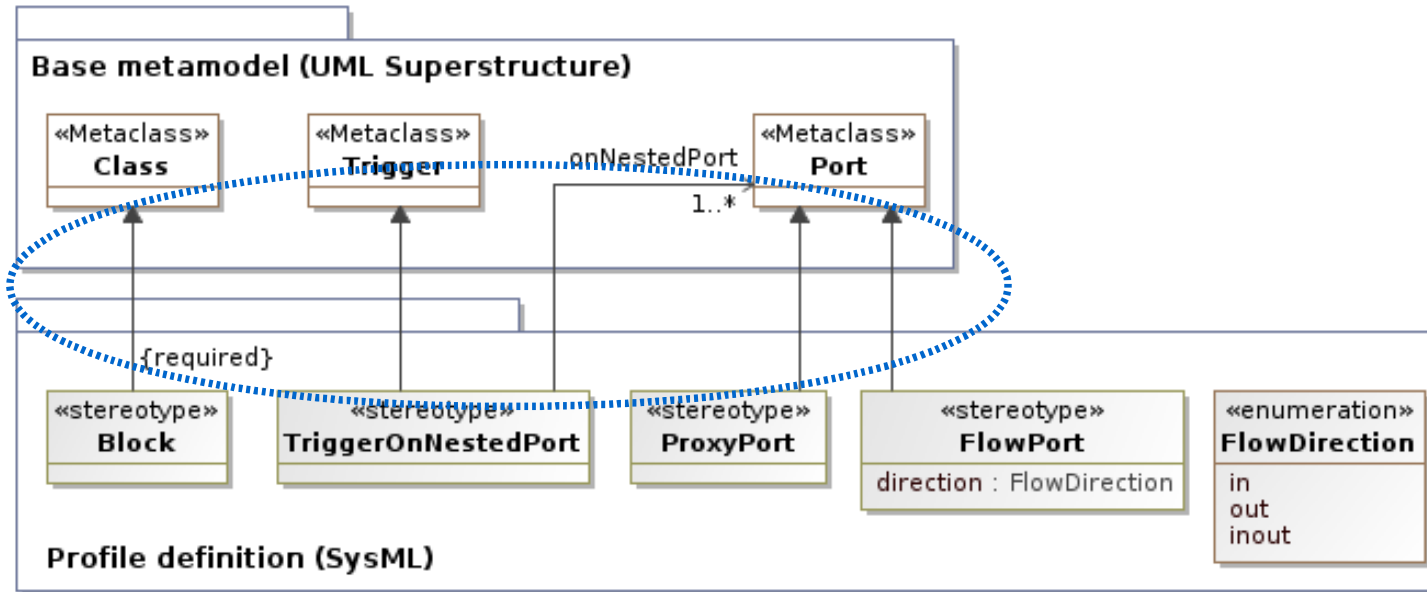 Base metamodel (UML Superstructure)
«Metaclass»
Class
«Metaclass»
Trigger
onNestedPort
1..*
«Metaclass»
Port
{required}
«stereotype»
Block
«stereotype»
TriggerOnNestedPort
«stereotype»
ProxyPort
«stereotype»
FlowPort
direction : FlowDirection
«enumeration»
FlowDirection
in
out
inout
Profile definition (SysML)